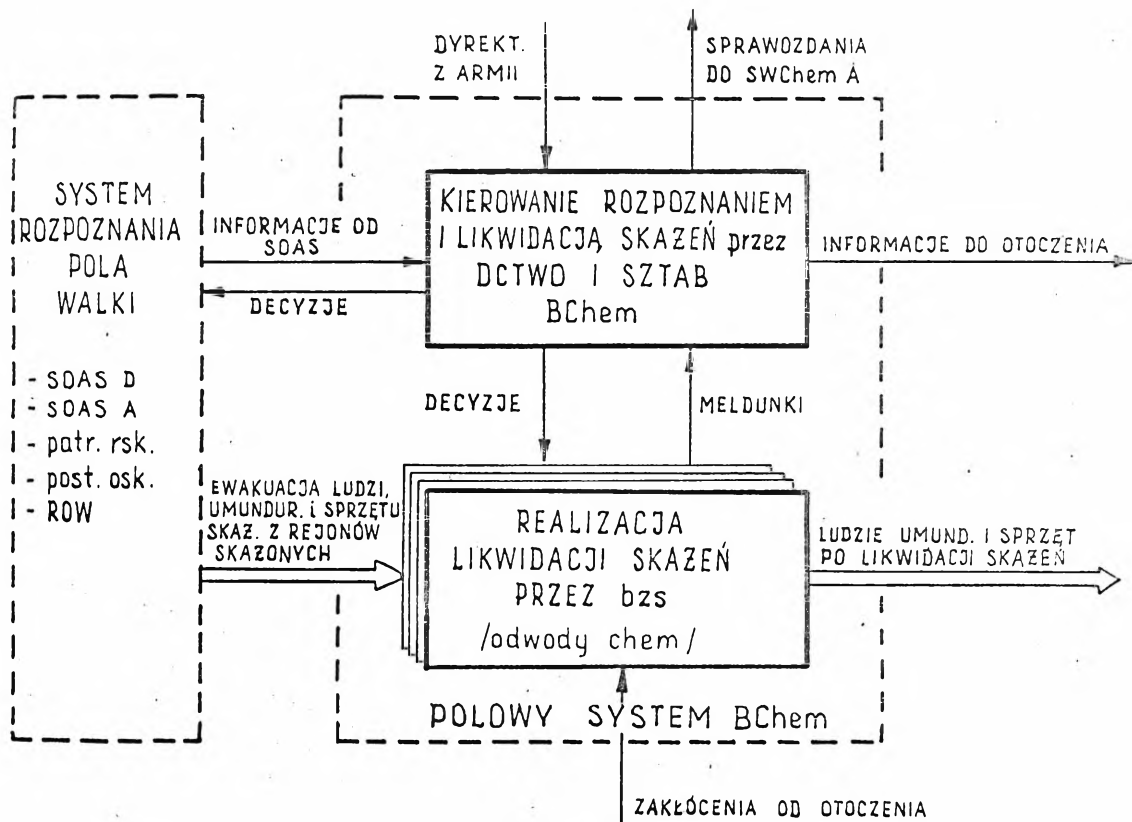 DYREKT.
Z ARMII
SPRAWOZDANIA
DO SWChem A
SYSTEM
ROZPOZNANIA
POLA
WALKI
- SOAS D
- SOAS A
- patr. rsk.
- post. osk.
- ROW
INFORMACJE OD
SOAS
DECYZJE
KIEROWANIE ROZPOZNANIEM
I LIKWIDACJĄ SKAŻEŃ przez
DCTWO I SZTAB
BChem
INFORMACJE DO OTOCZENIA
DECYZJE
MELDUNKI
EWAKUACJA LUDZI,
UMUNDUR. i SPRZĘTU
SKAŻ. Z REJONÓW
SKAŻONYCH
REALIZACJA
LIKWIDACJI SKAŻEŃ
PRZEZ bzs
/odwody chem/
LUDZIE UMUND. I SPRZĘT
PO LIKWIDACJI SKAŻEŃ
POLOWY SYSTEM BChem
ZAKŁÓCENIA OD OTOCZENIA